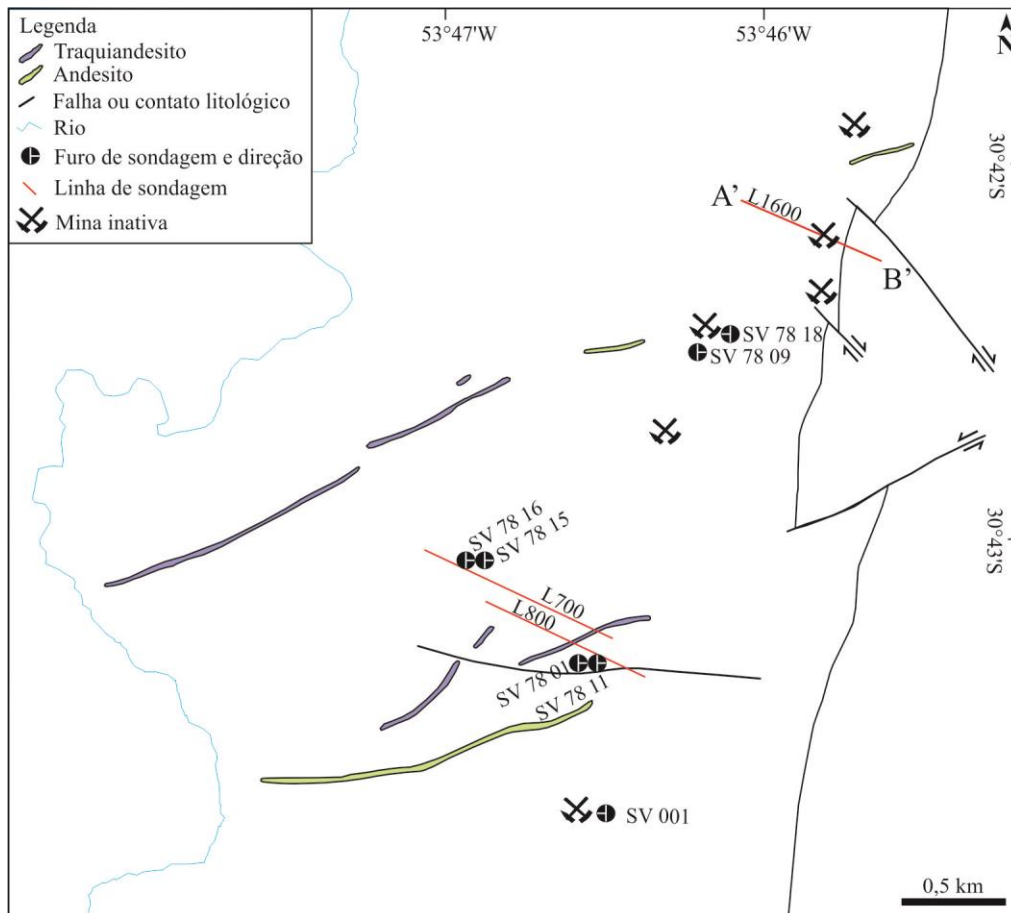 Legenda
Traquiandesito
Andesito
Falha ou contato litológico
Rio
Furo de sondagem e direção
Linha de sondagem
Mina inativa
53°47'W
53°46'W
N
30°42'S
A'
L1600
B'
SV 78 18
SV 78 09
SV 78 16
SV 78 15
30°43'S
L700
L800
SV 78 01
SV 78 11
SV 001
0,5 km